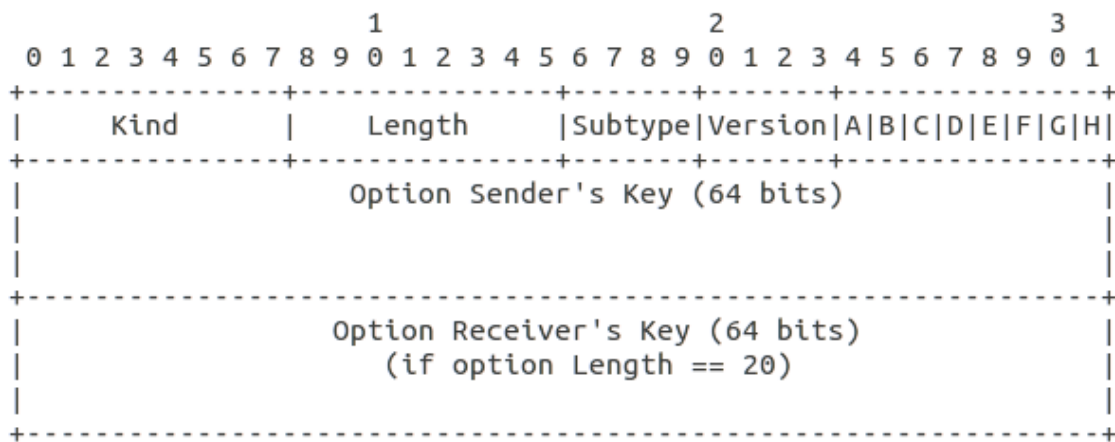 1                   2                   3
 0 1 2 3 4 5 6 7 8 9 0 1 2 3 4 5 6 7 8 9 0 1 2 3 4 5 6 7 8 9 0 1
+---------------+---------------+-------+-------+---------------+
|     Kind      |    Length     |Subtype|Version|A|B|C|D|E|F|G|H|
+---------------+---------------+-------+-------+---------------+
|                   Option Sender's Key (64 bits)               |
|                                                               |
|                                                               |
+---------------------------------------------------------------+
|                  Option Receiver's Key (64 bits)              |
|                     (if option Length == 20)                  |
|                                                               |
+---------------------------------------------------------------+